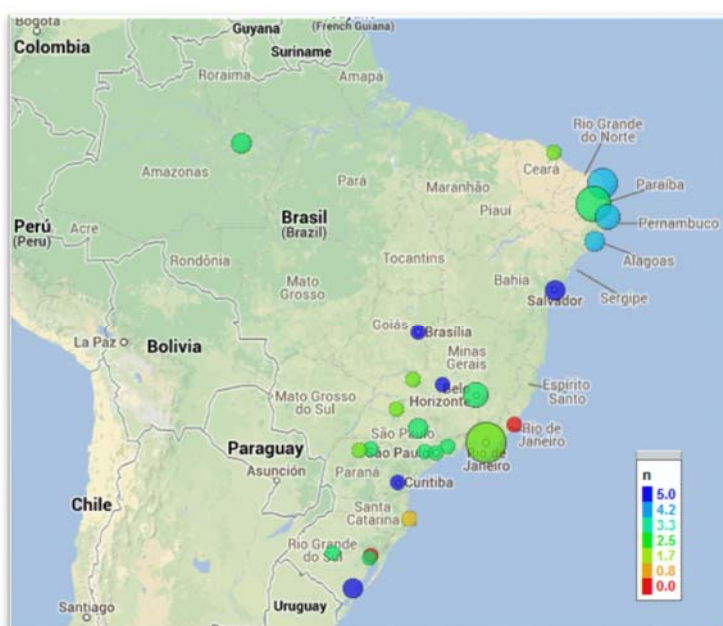 Bogotá
Colombia
Guyana
(French Guiana)
Suriname
Roraima
Amapá
Rio Grande
do Norte
Ceará
Amazonas
Pará
Maranhão
Paraíba
Brasil
(Brazil)
Piauí
Perú
(Peru)
Acre
Pernambuco
Rondônia
Tocantins
Alagoas
Mato
Grosso
Bahia
Sergipe
Salvador
Goiás
Brasília
La Paz
Bolivia
Minas
Gerais
Mato Grosso
do Sul
Belo
Horizonte
Espírito
Santo
São Paulo
Rio de
Janeiro
Paraguay
São Paulo
Rio de
Janeiro
Asunción
Paraná
n
5.0
4.2
3.3
2.5
1.7
0.8
0.0
Curitiba
Chile
Santa
Catarina
Rio Grande
do Sul
Uruguay
Santiago